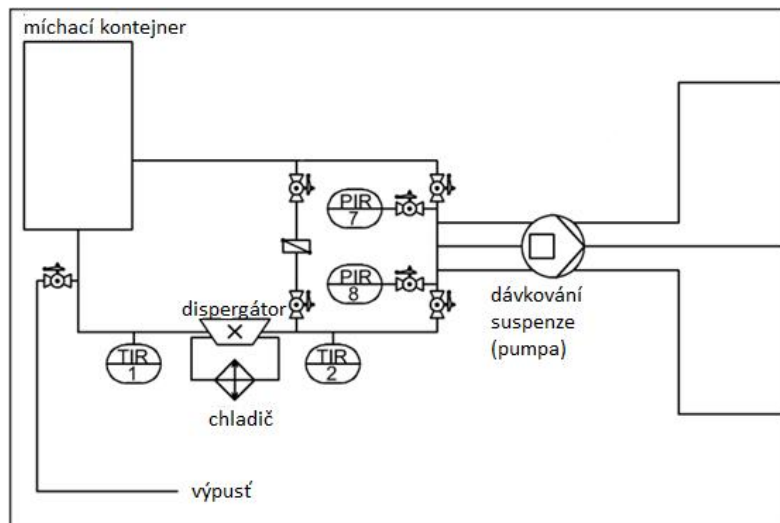 míchací kontejner
PIR
7
PIR
8
dispergátor
dávkování
suspenze
(pumpa)
TIR
1
TIR
2
chladič
výpusť